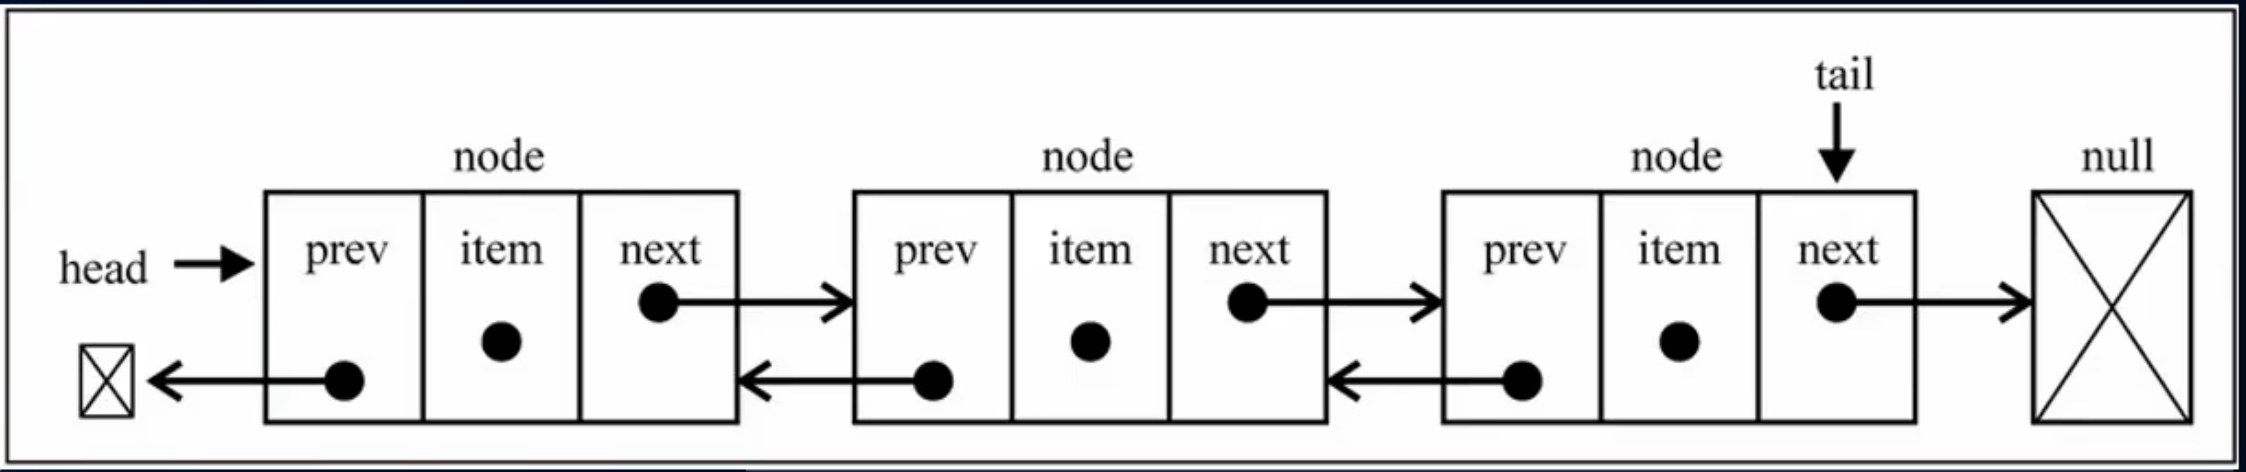 tail
node node node null
head prev item next prev item next prev item next